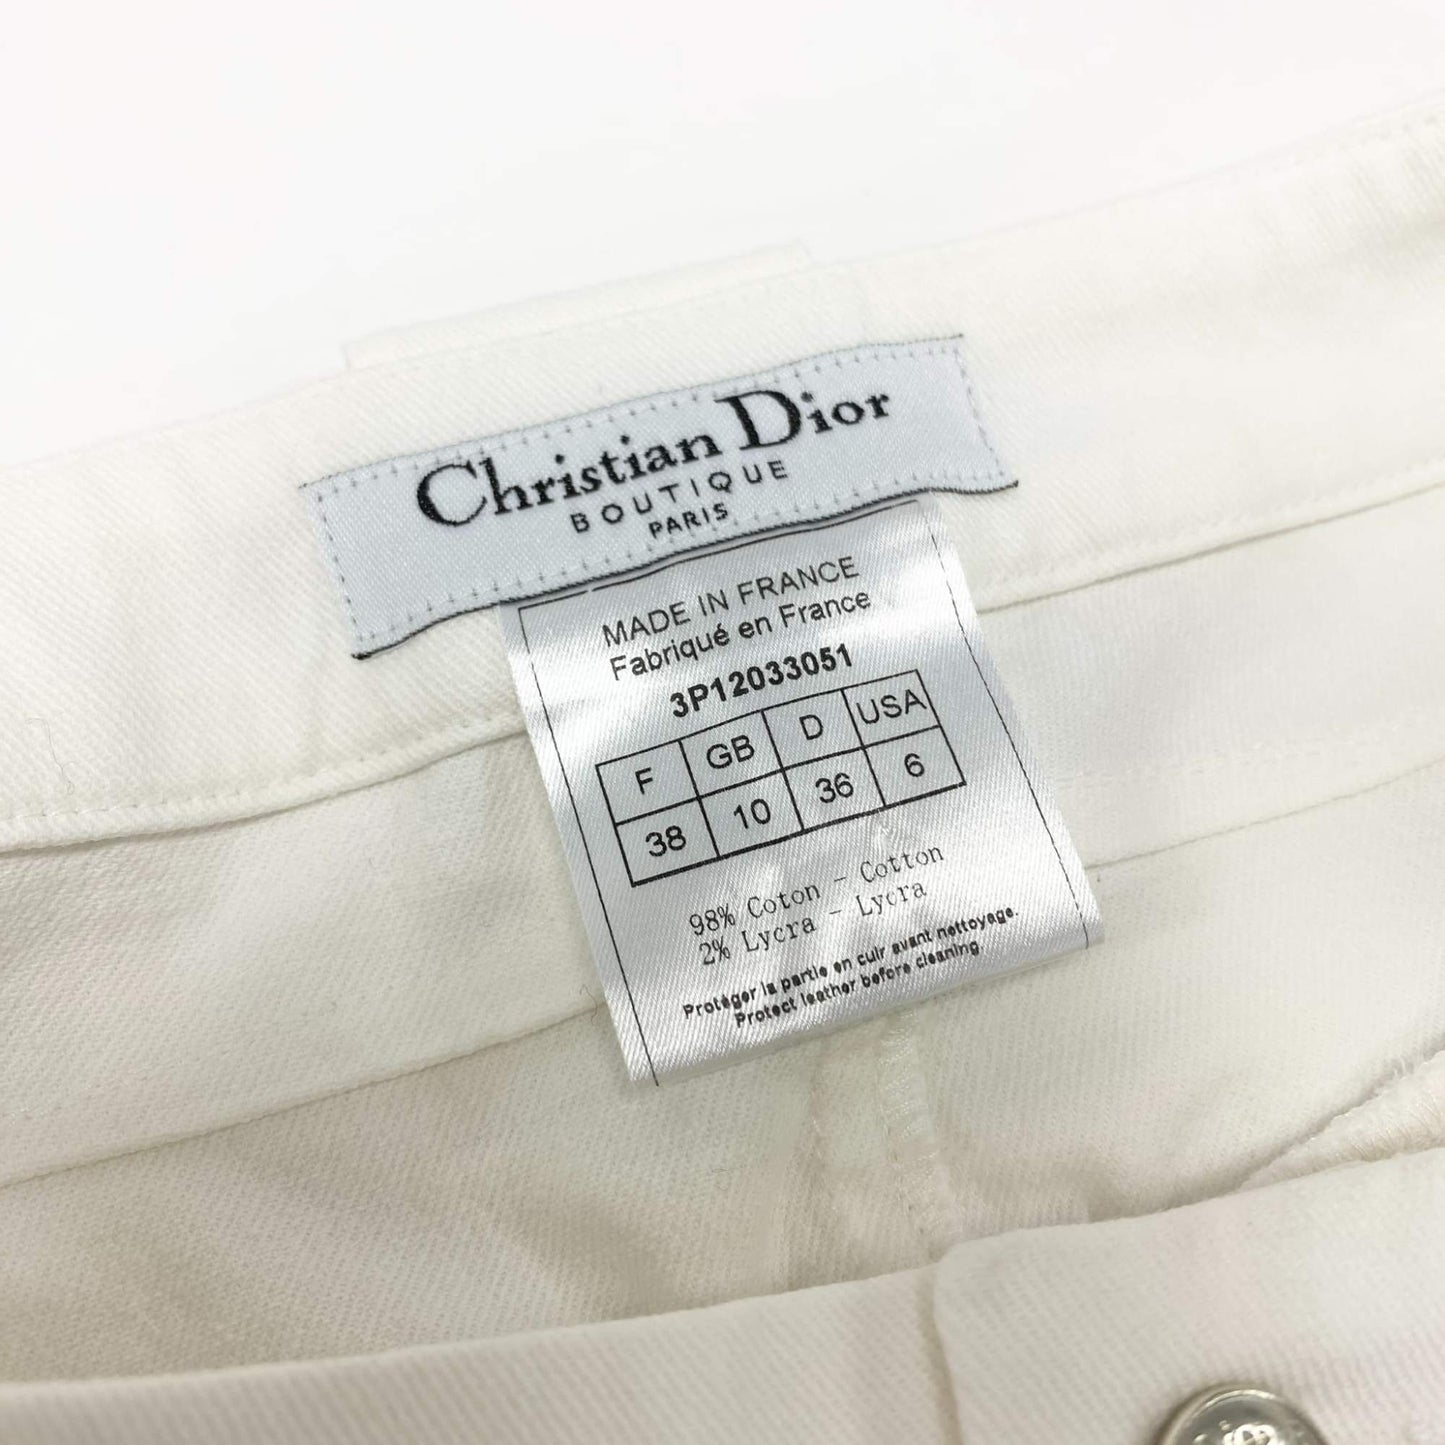 Christian Dior
BOUTIQUE
PARIS
MADE IN FRANCE
Fabriqué en France
3P12033051
F GB D USA
38 10 36 6
98% Coton - Cotton
2% Lycra - Lycra
Protéger la partie en cuir avant nettoyage.
Protect leather before cleaning.